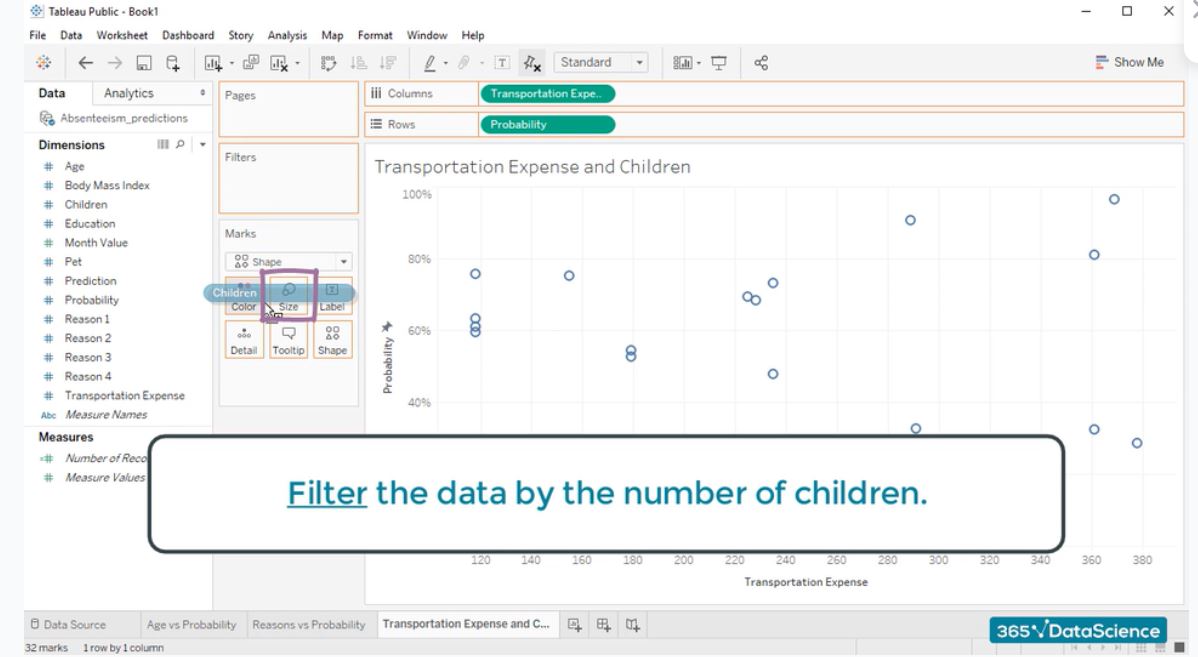 Tableau Public - Book1
File Data Worksheet Dashboard Story Analysis Map Format Window Help
Standard
Show Me
Data Analytics
Absenteeism_predictions
Dimensions
Age
Body Mass Index
Children
Education
Month Value
Pet
Prediction
Probability
Reason 1
Reason 2
Reason 3
Reason 4
Transportation Expense
Abc Measure Names
Measures
Number of Reco
Measure Values
Pages
Filters
Marks
Shape
Children
Color Size Label
Detail Tooltip Shape
Columns Transportation Expe..
Rows Probability
Transportation Expense and Children
100%
80%
60%
40%
Probability
Filter the data by the number of children.
120 140 160 180 200 220 240 260 280 300 320 340 360 380
Transportation Expense
Data Source Age vs Probability Reasons vs Probability Transportation Expense and C...
365 DataScience
32 marks 1 row by 1 column